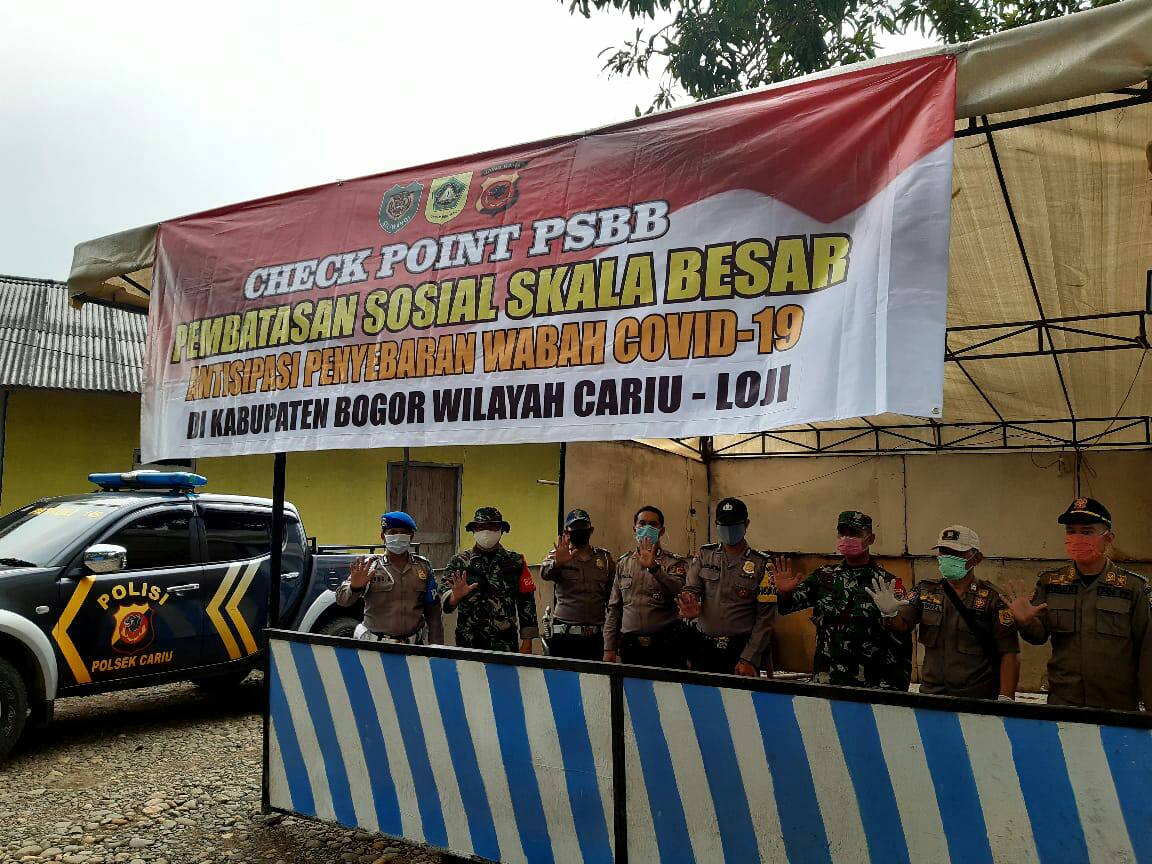 SILIWANGI
CHECK POINT PSBB
PEMBATASAN SOSIAL SKALA BESAR
ANTISIPASI PENYEBARAN WABAH COVID-19
DI KABUPATEN BOGOR WILAYAH CARIU - LOJI
POLISI
POLSEK CARIU